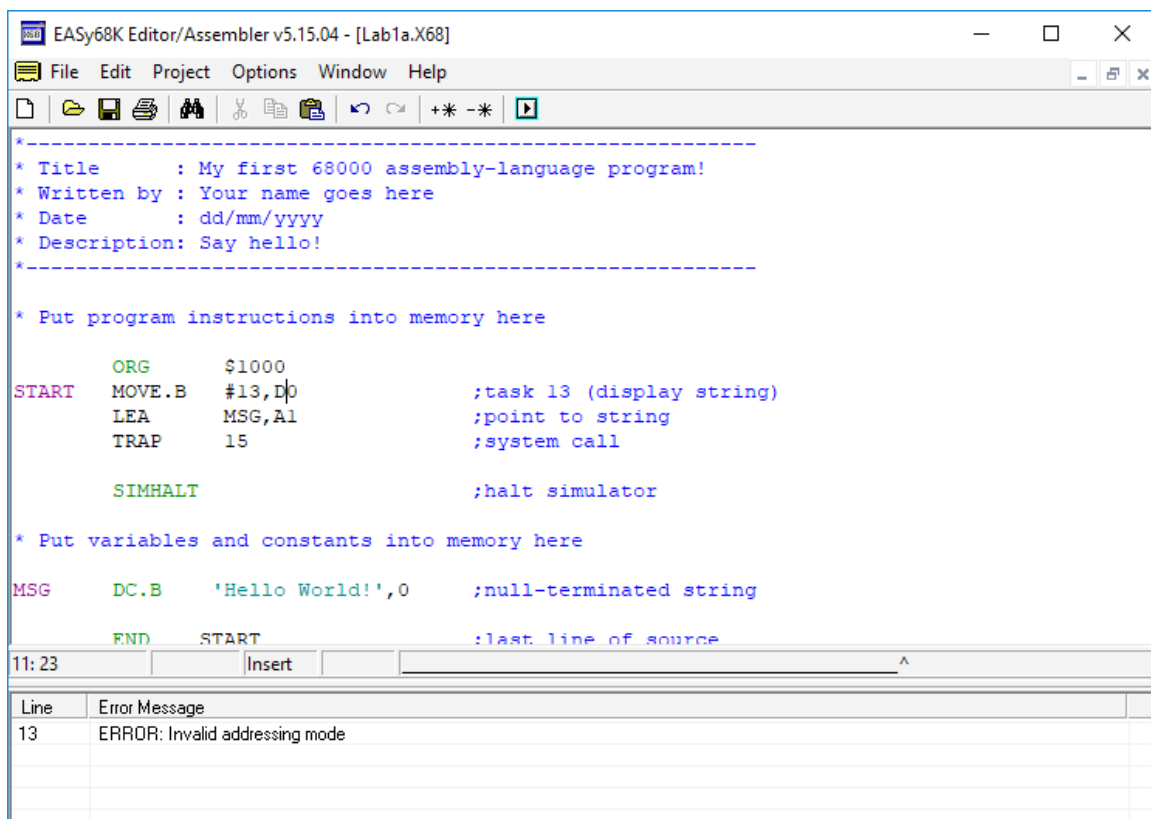 EASy68K Editor/Assembler v5.15.04 - [Lab1a.X68]
File Edit Project Options Window Help
*-----------------------------------------------------------
* Title      : My first 68000 assembly-language program!
* Written by : Your name goes here
* Date       : dd/mm/yyyy
* Description: Say hello!
*-----------------------------------------------------------
* Put program instructions into memory here
ORG $1000
START MOVE.B #13,D0 ;task 13 (display string)
LEA MSG,A1 ;point to string
TRAP 15 ;system call
SIMHALT ;halt simulator
* Put variables and constants into memory here
MSG DC.B 'Hello World!',0 ;null-terminated string
END START ;last line of source
11: 23 Insert
Line Error Message
13 ERROR: Invalid addressing mode